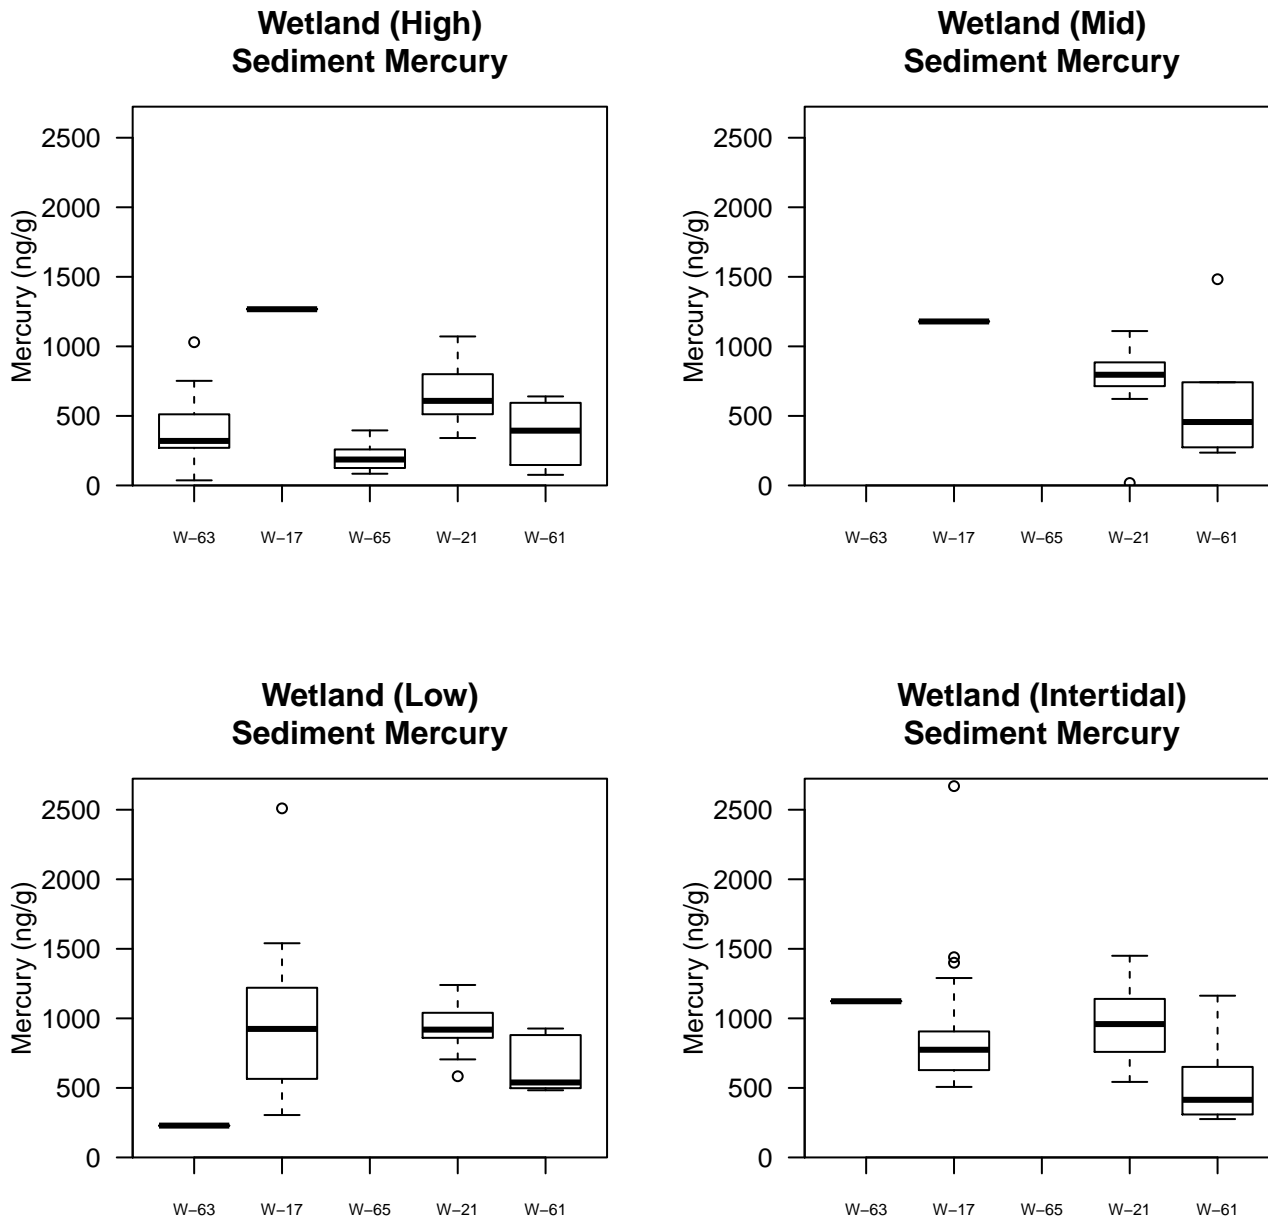 Wetland (High)
Sediment Mercury
Mercury (ng/g)
2500
2000
1500
1000
500
0
W−63 W−17 W−65 W−21 W−61
Wetland (Mid)
Sediment Mercury
Mercury (ng/g)
2500
2000
1500
1000
500
0
W−63 W−17 W−65 W−21 W−61
Wetland (Low)
Sediment Mercury
Mercury (ng/g)
2500
2000
1500
1000
500
0
W−63 W−17 W−65 W−21 W−61
Wetland (Intertidal)
Sediment Mercury
Mercury (ng/g)
2500
2000
1500
1000
500
0
W−63 W−17 W−65 W−21 W−61